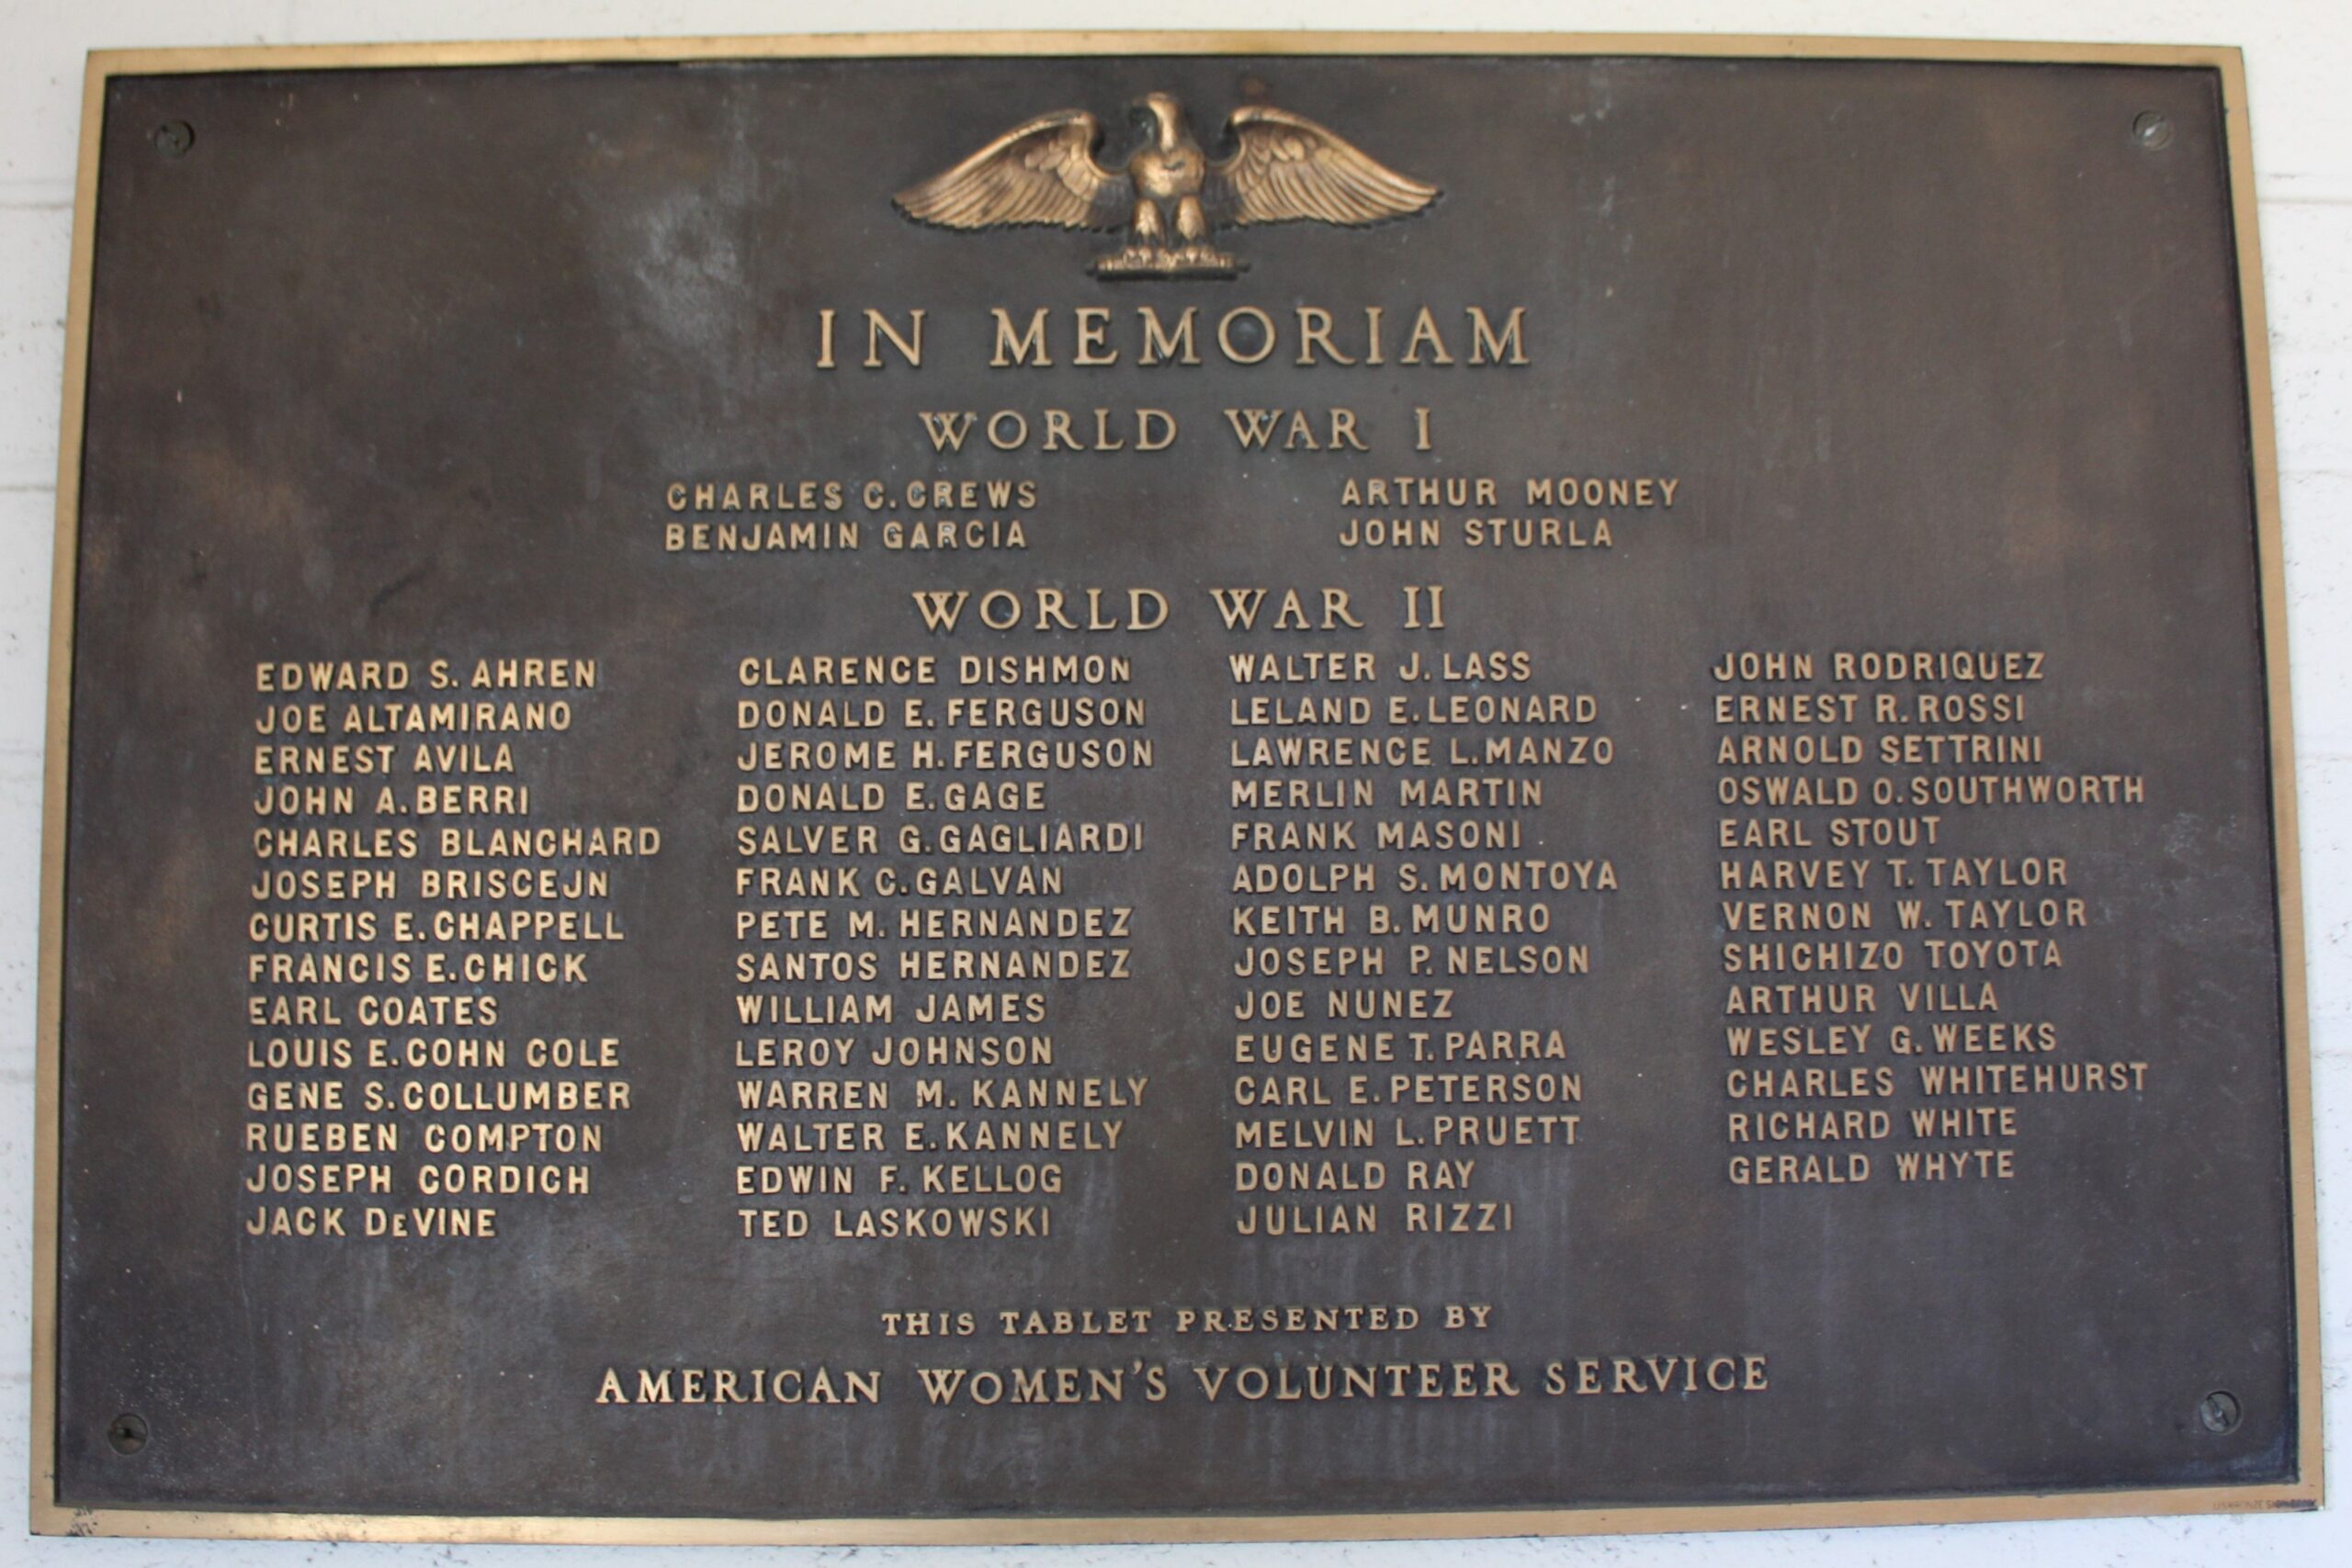 IN MEMORIAM
WORLD WAR I
CHARLES C. CREWS
BENJAMIN GARCIA
ARTHUR MOONEY
JOHN STURLA
WORLD WAR II
EDWARD S. AHREN
JOE ALTAMIRANO
ERNEST AVILA
JOHN A. BERRI
CHARLES BLANCHARD
JOSEPH BRISCEJN
CURTIS E. CHAPPELL
FRANCIS E. CHICK
EARL COATES
LOUIS E. COHN COLE
GENE S. COLLUMBER
RUEBEN COMPTON
JOSEPH CORDICH
JACK DEVINE
CLARENCE DISHMON
DONALD E. FERGUSON
JEROME H. FERGUSON
DONALD E. GAGE
SALVER G. GAGLIARDI
FRANK C. GALVAN
PETE M. HERNANDEZ
SANTOS HERNANDEZ
WILLIAM JAMES
LEROY JOHNSON
WARREN M. KANNELY
WALTER E. KANNELY
EDWIN F. KELLOG
TED LASKOWSKI
WALTER J. LASS
LELAND E. LEONARD
LAWRENCE L. MANZO
MERLIN MARTIN
FRANK MASONI
ADOLPH S. MONTOYA
KEITH B. MUNRO
JOSEPH P. NELSON
JOE NUNEZ
EUGENE T. PARRA
CARL E. PETERSON
MELVIN L. PRUETT
DONALD RAY
JULIAN RIZZI
JOHN RODRIQUEZ
ERNEST R. ROSSI
ARNOLD SETTRINI
OSWALD O. SOUTHWORTH
EARL STOUT
HARVEY T. TAYLOR
VERNON W. TAYLOR
SHICHIZO TOYOTA
ARTHUR VILLA
WESLEY G. WEEKS
CHARLES WHITEHURST
RICHARD WHITE
GERALD WHYTE
THIS TABLET PRESENTED BY
AMERICAN WOMEN'S VOLUNTEER SERVICE